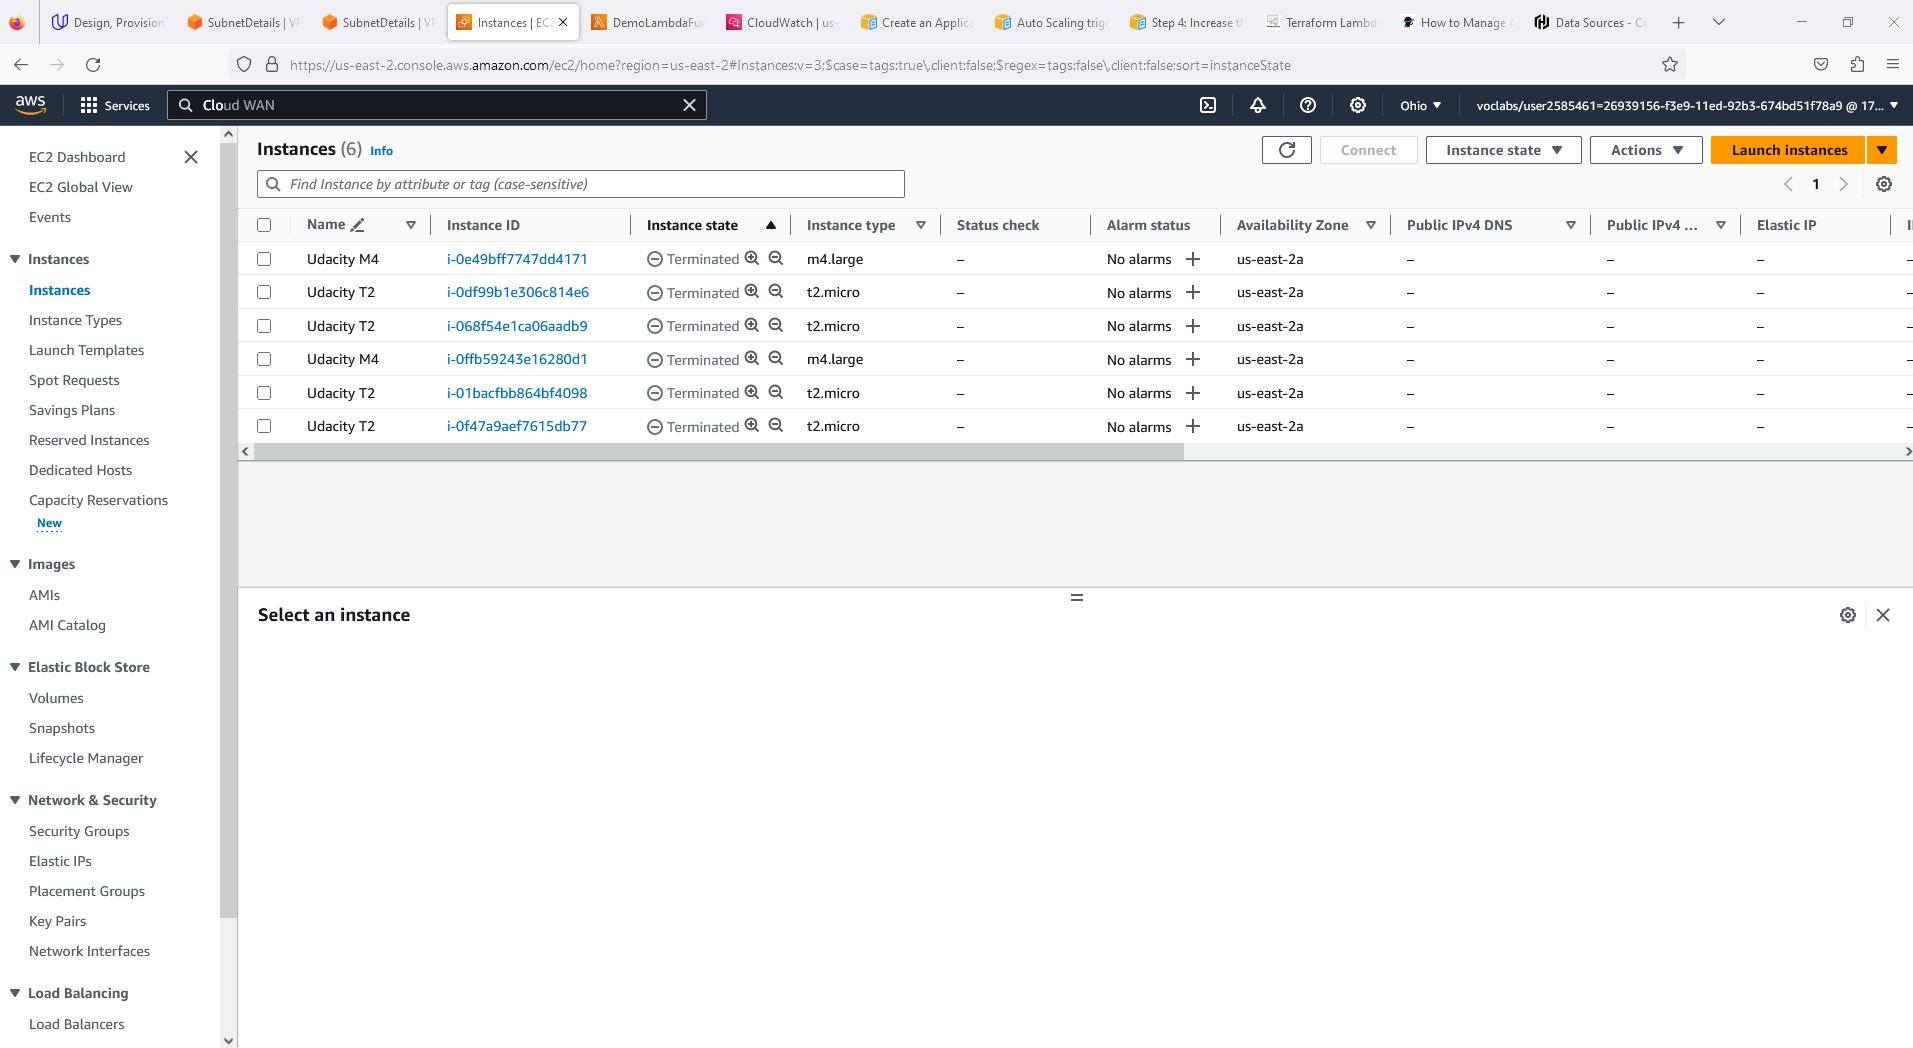 Design, Provision
SubnetDetails | VP
SubnetDetails | VP
Instances | EC2
DemoLambdaFu
CloudWatch | us-
Create an Applica
Auto Scaling trigg
Step 4: Increase th
Terraform Lambda
How to Manage A
Data Sources - Co
https://us-east-2.console.aws.amazon.com/ec2/home?region=us-east-2#Instances:v=3;$case=tags:true\,client:false;$regex=tags:false\,client:false;sort=instanceState
aws
Services
Cloud WAN
Ohio
voclabs/user2585461=26939156-f3e9-11ed-92b3-674bd51f78a9 @ 17...
EC2 Dashboard
EC2 Global View
Events
Instances
Instances
Instance Types
Launch Templates
Spot Requests
Savings Plans
Reserved Instances
Dedicated Hosts
Capacity Reservations
New
Images
AMIs
AMI Catalog
Elastic Block Store
Volumes
Snapshots
Lifecycle Manager
Network & Security
Security Groups
Elastic IPs
Placement Groups
Key Pairs
Network Interfaces
Load Balancing
Load Balancers
Instances (6) Info
Connect
Instance state
Actions
Launch instances
Find Instance by attribute or tag (case-sensitive)
1
Name Instance ID Instance state Instance type Status check Alarm status Availability Zone Public IPv4 DNS Public IPv4 ... Elastic IP
Udacity M4 i-0e49bff7747dd4171 Terminated m4.large – No alarms + us-east-2a – – – –
Udacity T2 i-0df99b1e306c814e6 Terminated t2.micro – No alarms + us-east-2a – – – –
Udacity T2 i-068f54e1ca06aadb9 Terminated t2.micro – No alarms + us-east-2a – – – –
Udacity M4 i-0ffb59243e16280d1 Terminated m4.large – No alarms + us-east-2a – – – –
Udacity T2 i-01bacfbb864bf4098 Terminated t2.micro – No alarms + us-east-2a – – – –
Udacity T2 i-0f47a9aef7615db77 Terminated t2.micro – No alarms + us-east-2a – – – –
Select an instance